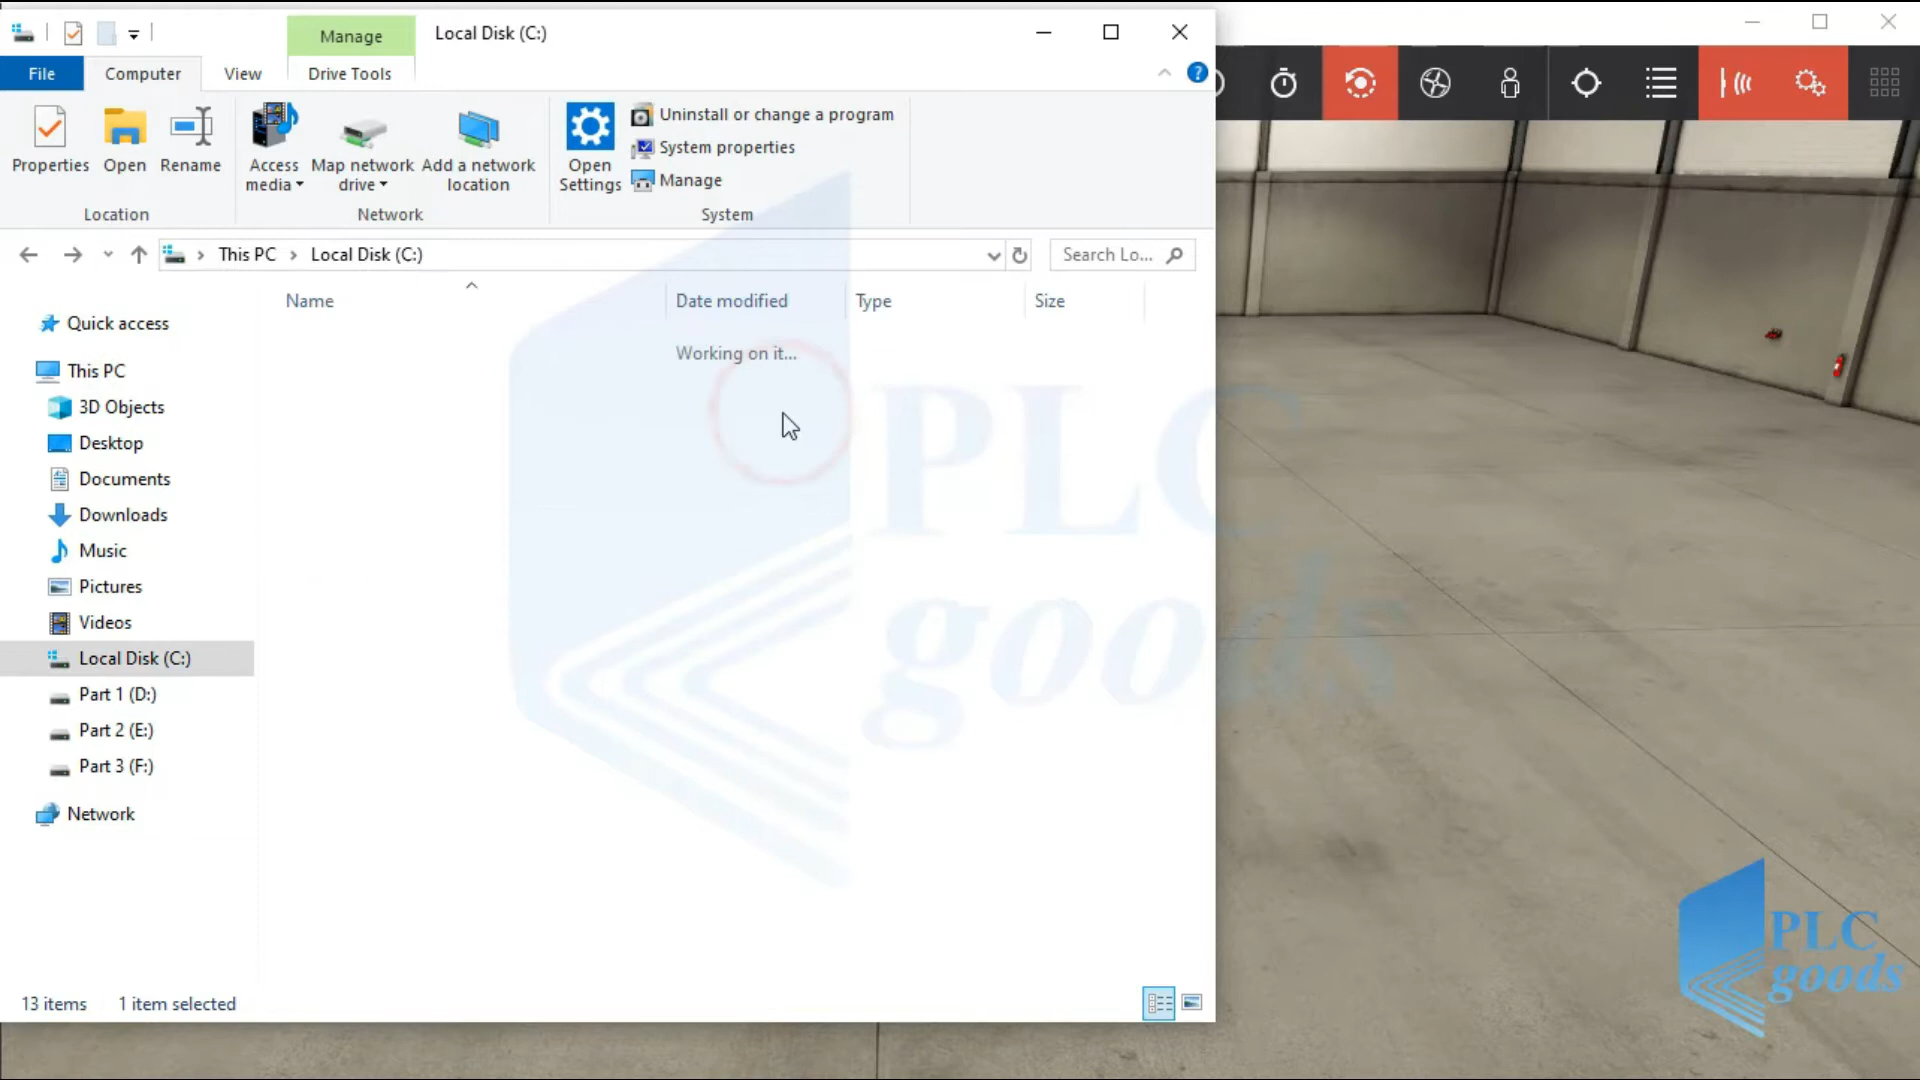 Manage
Local Disk (C:)
File
Computer
View
Drive Tools
Properties
Open
Rename
Access media
Map network drive
Add a network location
Open Settings
Uninstall or change a program
System properties
Manage
Location
Network
System
This PC
Local Disk (C:)
Search Lo...
Name
Date modified
Type
Size
Working on it...
Quick access
This PC
3D Objects
Desktop
Documents
Downloads
Music
Pictures
Videos
Local Disk (C:)
Part 1 (D:)
Part 2 (E:)
Part 3 (F:)
Network
PLC
goods
PLC
goods
13 items
1 item selected